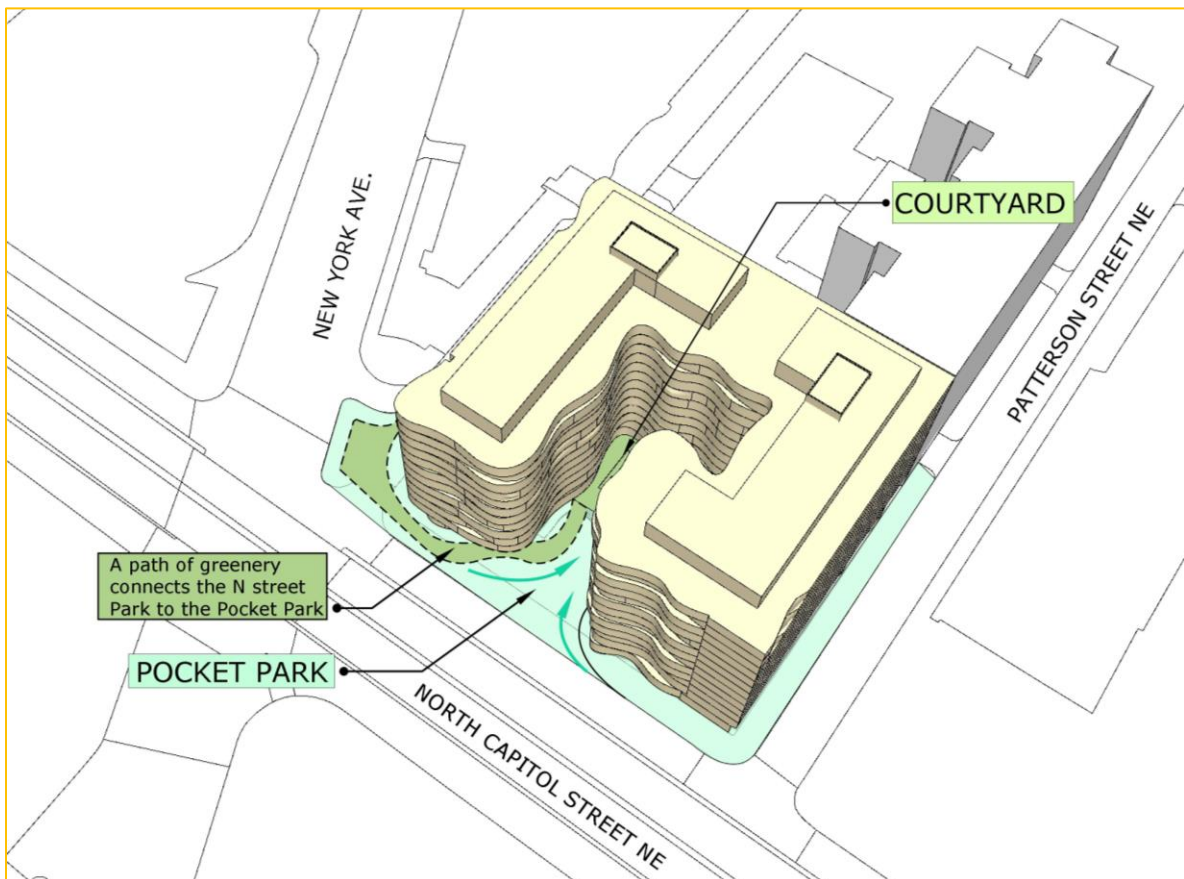 COURTYARD
NEW YORK AVE.
PATTERSON STREET NE
A path of greenery
connects the N street
Park to the Pocket Park
POCKET PARK
NORTH CAPITOL STREET NE